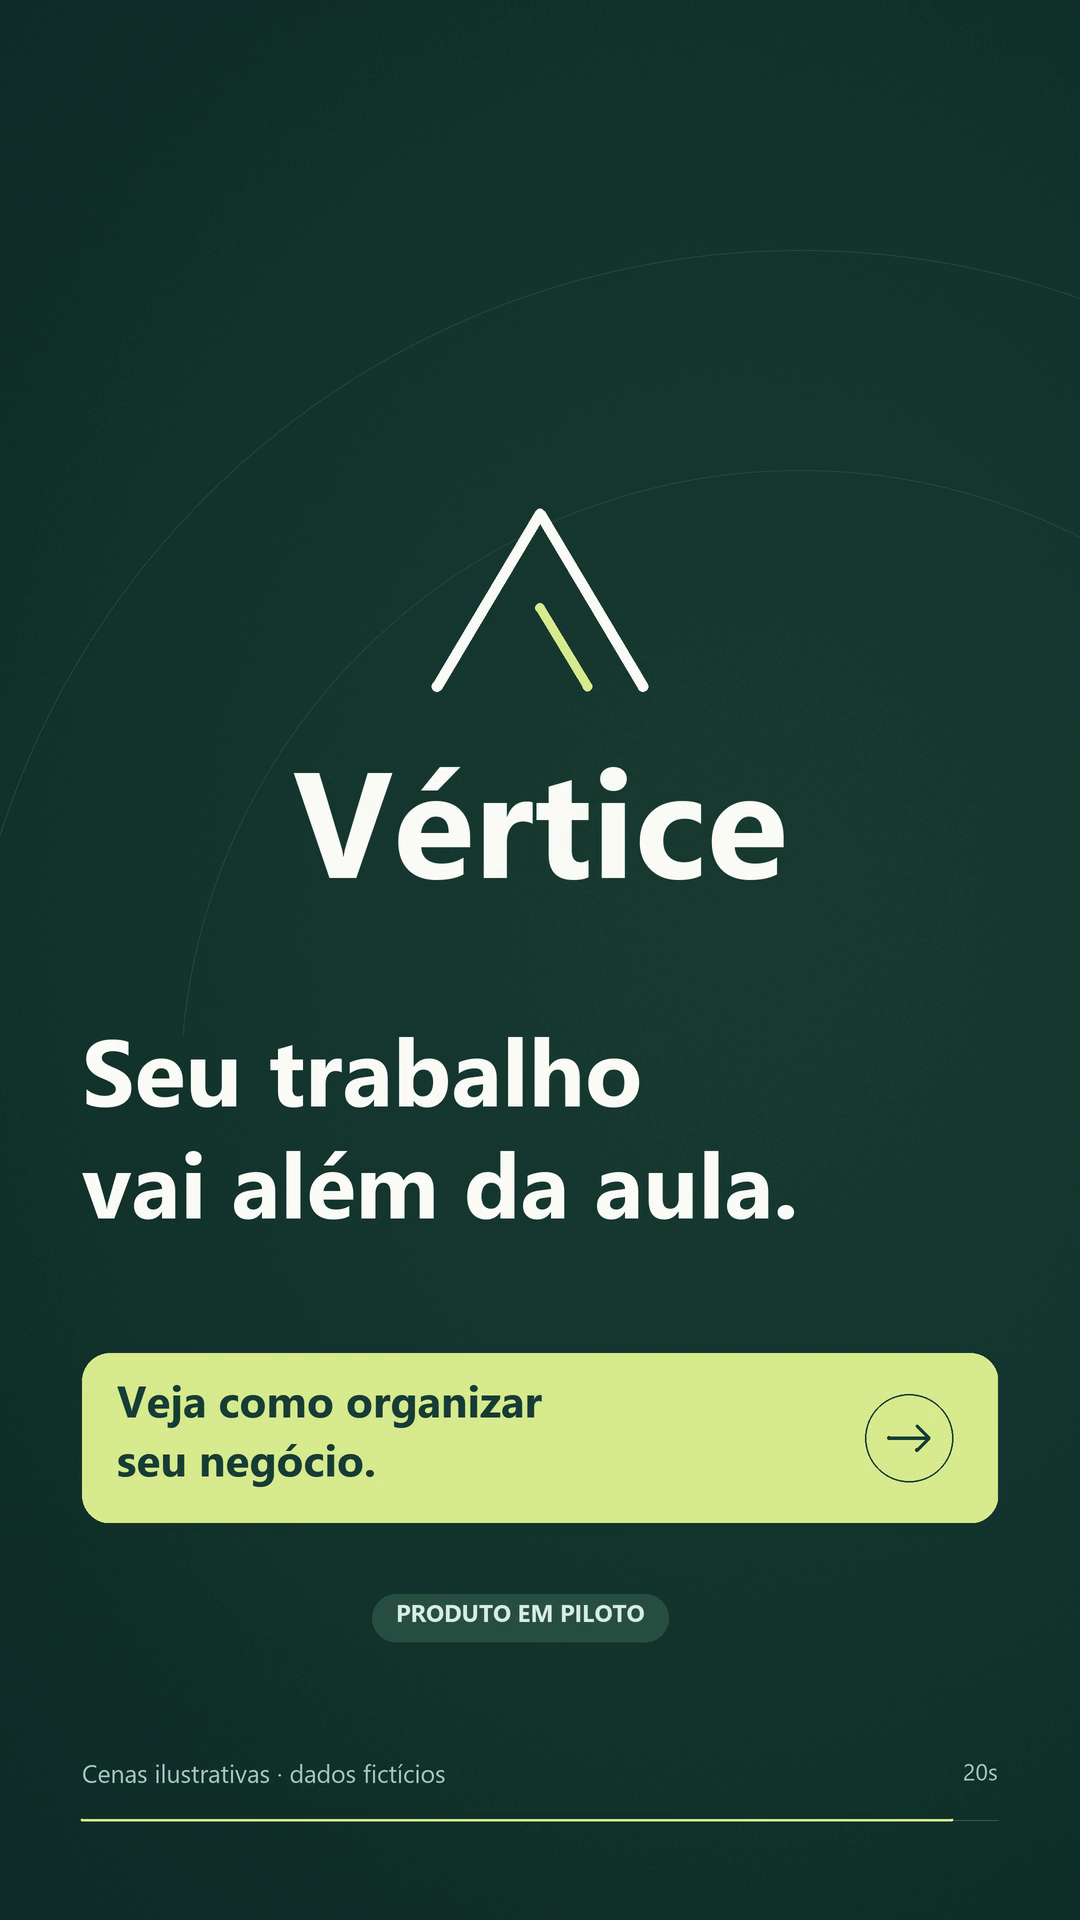 Vértice
Seu trabalho
vai além da aula.
Veja como organizar
seu negócio.
PRODUTO EM PILOTO
Cenas ilustrativas · dados fictícios
20s